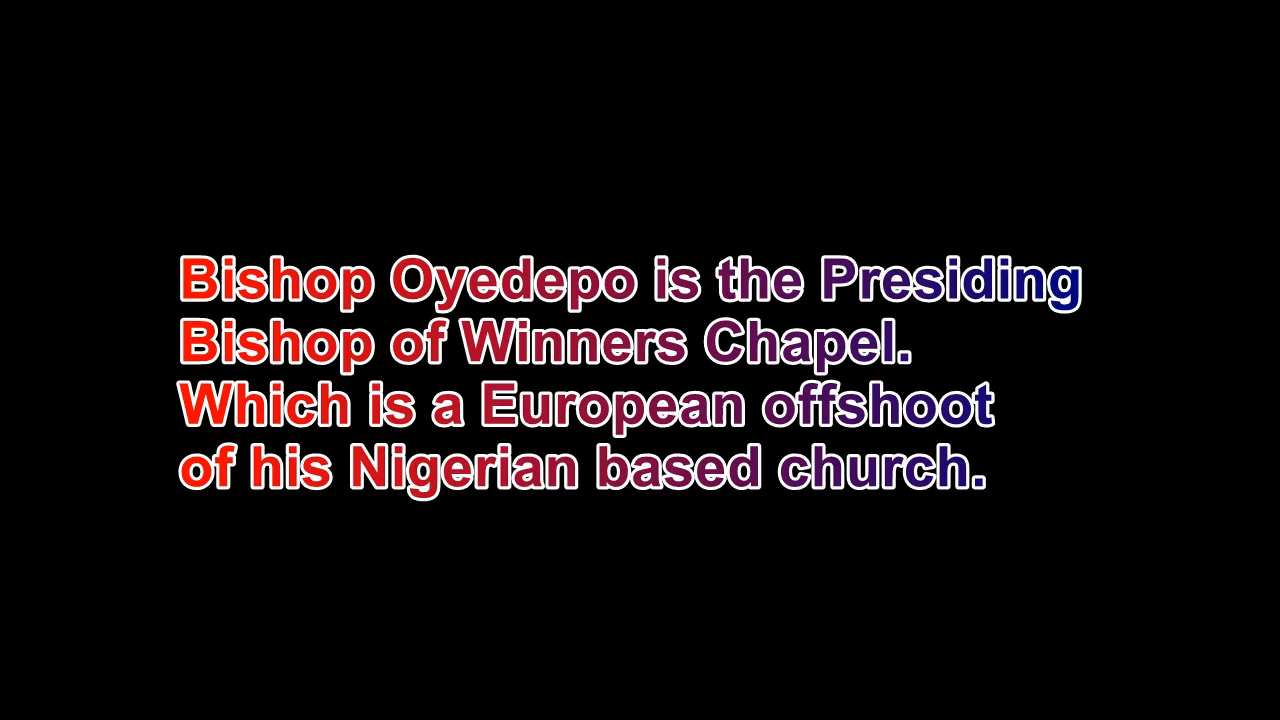 Bishop Oyedepo is the Presiding
Bishop of Winners Chapel.
Which is a European offshoot
of his Nigerian based church.